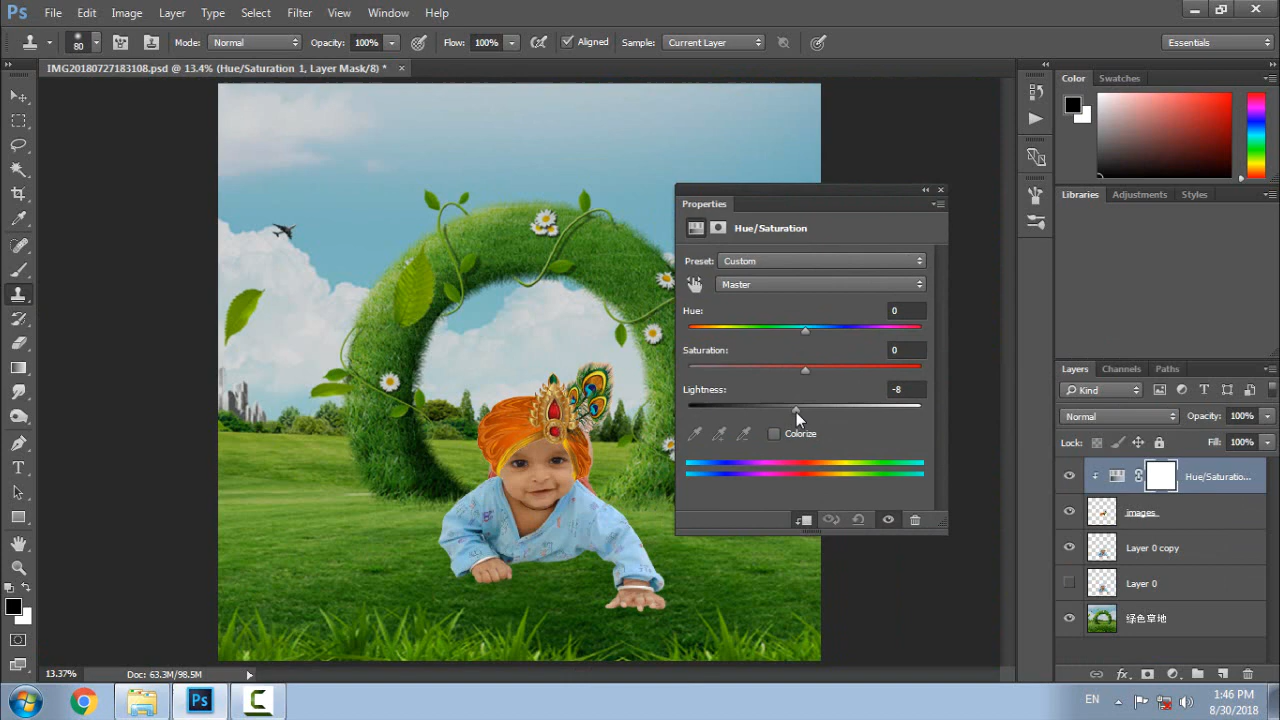 Ps File Edit Image Layer Type Select Filter View Window Help
80 Mode: Normal Opacity: 100% Flow: 100% Aligned Sample: Current Layer Essentials
IMG20180727183108.psd @ 13.4% (Hue/Saturation 1, Layer Mask/8) * ×
Color Swatches
Libraries Adjustments Styles
Properties
Hue/Saturation
Preset: Custom
Master
Hue: 0
Saturation: 0
Lightness: -8
Colorize
Layers Channels Paths
Kind
Normal Opacity: 100%
Lock: Fill: 100%
Hue/Saturatio...
images
Layer 0 copy
Layer 0
绿色草地
13.37% Doc: 63.3M/98.5M
Ps
EN
1:46 PM
8/30/2018